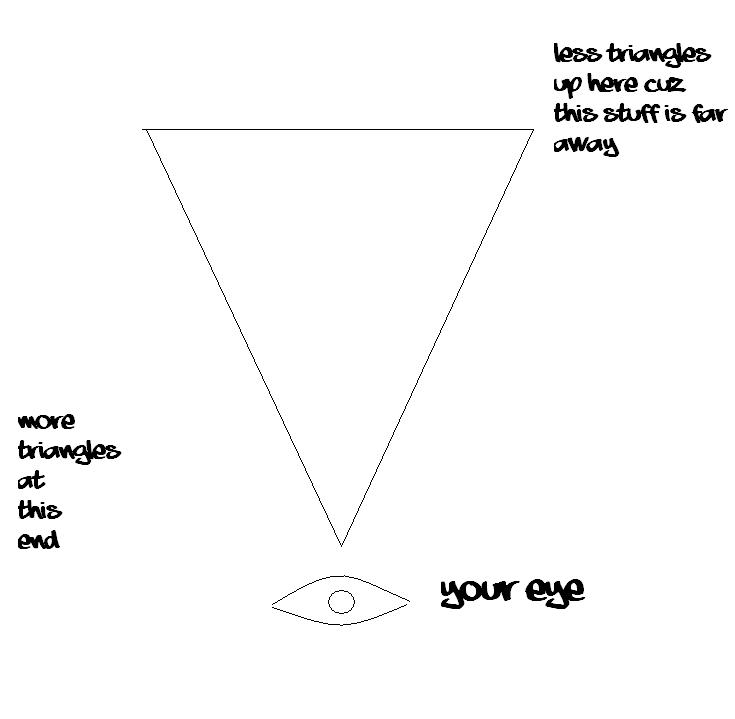 less triangles
up here cuz
this stuff is far
away
more
triangles
at
this
end
your eye